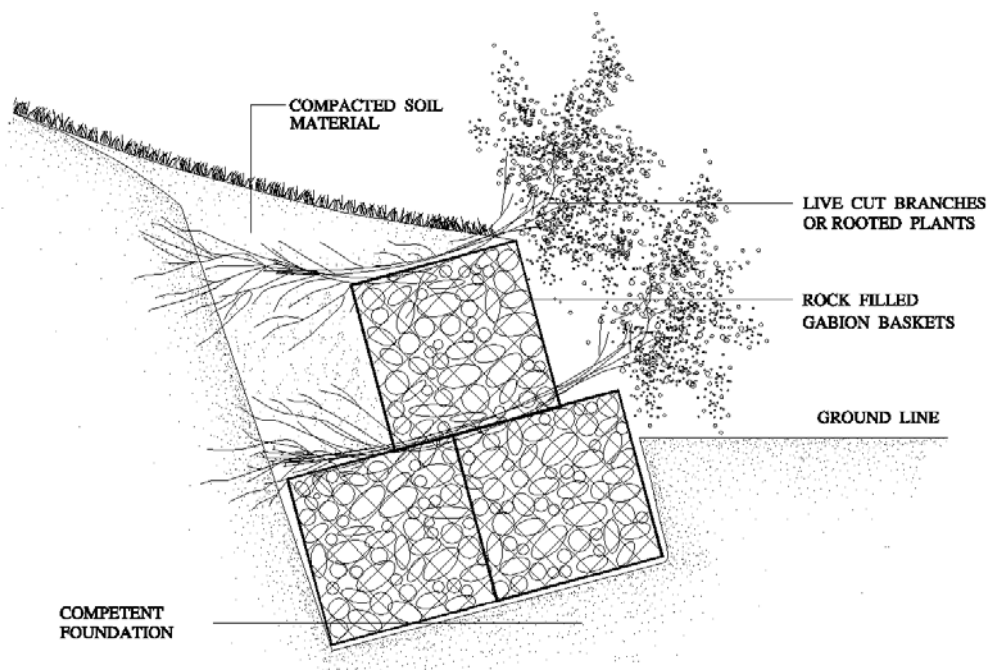 COMPACTED SOIL
MATERIAL
LIVE CUT BRANCHES
OR ROOTED PLANTS
ROCK FILLED
GABION BASKETS
GROUND LINE
COMPETENT
FOUNDATION